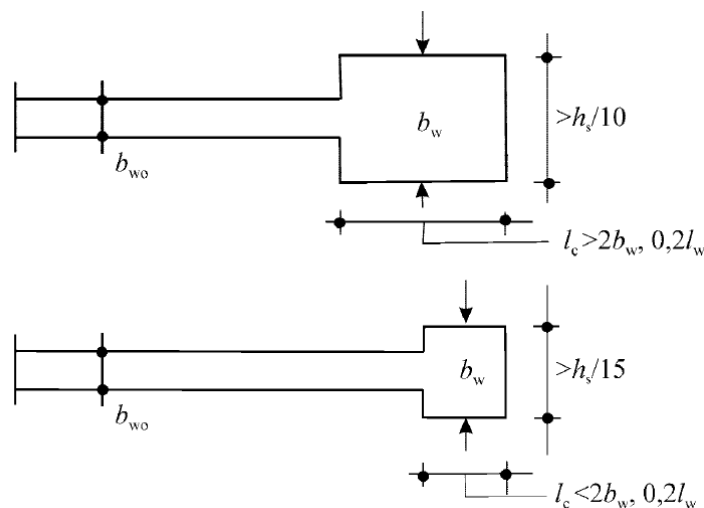 b_w
>h_s/10
b_wo
l_c>2b_w, 0,2l_w
b_w
>h_s/15
b_wo
l_c<2b_w, 0,2l_w